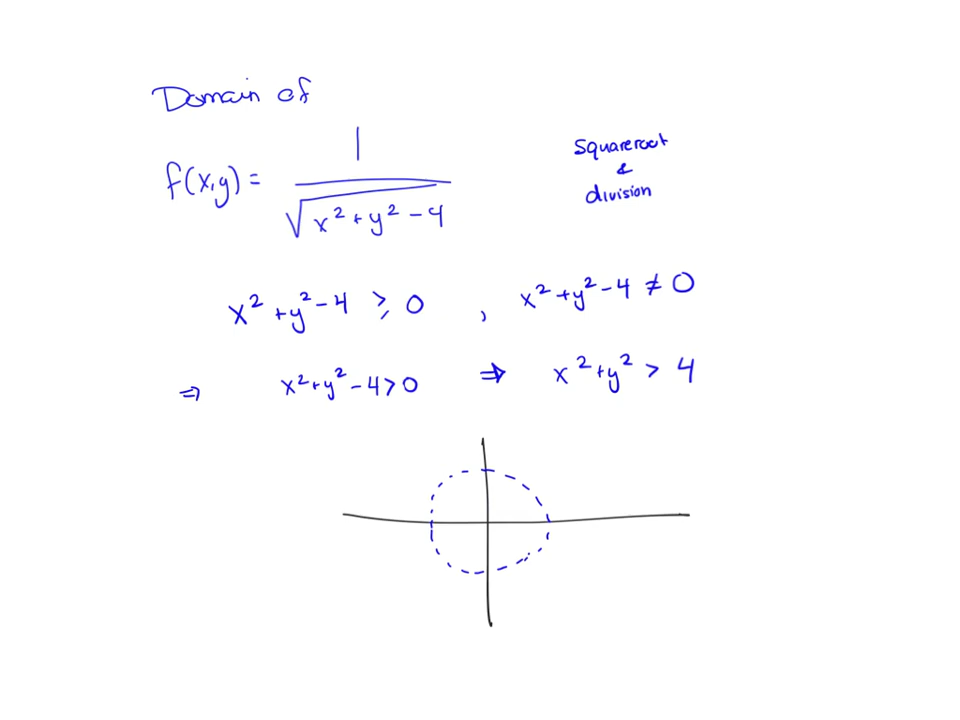 Domain of
f(x,y) = 1 / √(x² + y² - 4)
Squareroot
&
division
x² + y² - 4 ≥ 0 , x² + y² - 4 ≠ 0
⇒ x² + y² - 4 > 0 ⇒ x² + y² > 4